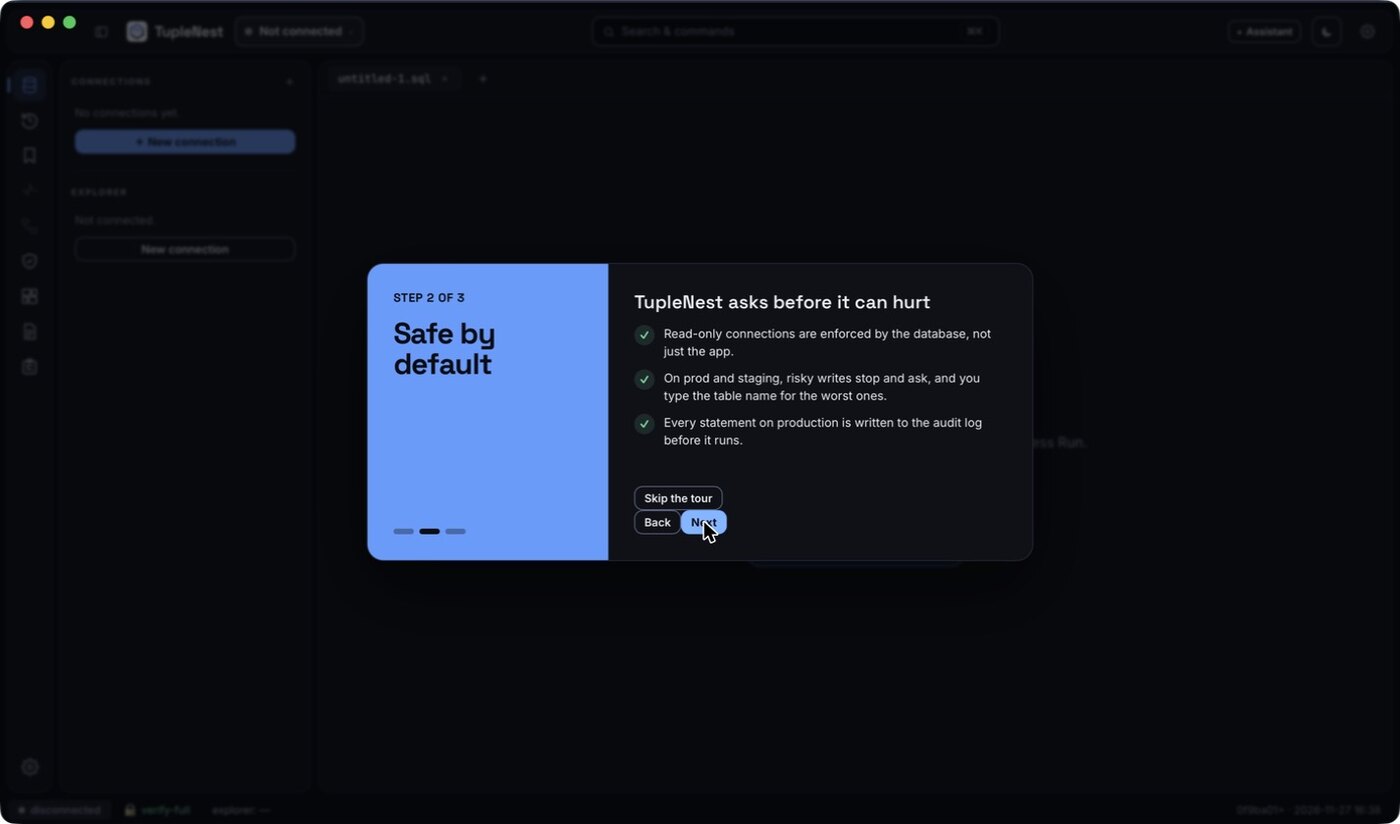 TupleNest
Not connected
Search & commands
⌘K
Assistant
CONNECTIONS
No connections yet.
+ New connection
EXPLORER
Not connected.
New connection
untitled-1.sql
ess Run.
STEP 2 OF 3
Safe by
default
TupleNest asks before it can hurt
Read-only connections are enforced by the database, not
just the app.
On prod and staging, risky writes stop and ask, and you
type the table name for the worst ones.
Every statement on production is written to the audit log
before it runs.
Skip the tour
Back
Next
disconnected
verify-full
explorer: —